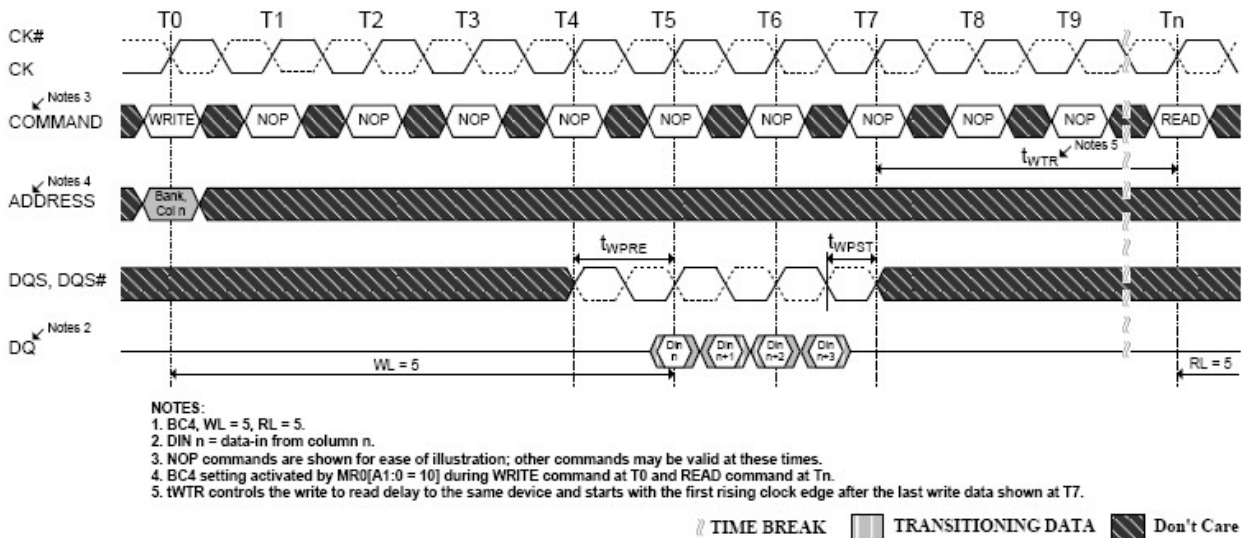 T0 T1 T2 T3 T4 T5 T6 T7 T8 T9 Tn
CK#
CK
Notes 3
COMMAND WRITE NOP NOP NOP NOP NOP NOP NOP NOP NOP READ
tWTR Notes 5
Notes 4
ADDRESS Bank,
Col n
tWPRE tWPST
DQS, DQS#
Notes 2
DQ Din Din Din Din
n n+1 n+2 n+3
WL = 5 RL = 5
NOTES:
1. BC4, WL = 5, RL = 5.
2. DIN n = data-in from column n.
3. NOP commands are shown for ease of illustration; other commands may be valid at these times.
4. BC4 setting activated by MR0[A1:0 = 10] during WRITE command at T0 and READ command at Tn.
5. tWTR controls the write to read delay to the same device and starts with the first rising clock edge after the last write data shown at T7.
TIME BREAK TRANSITIONING DATA Don't Care